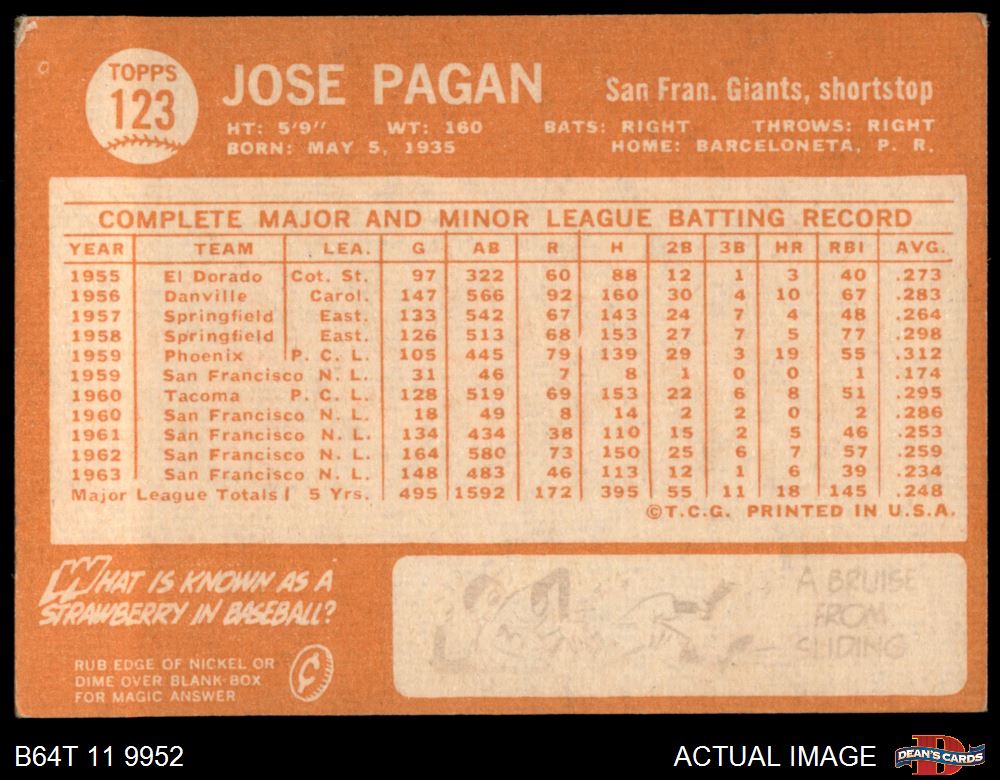 TOPPS
123
JOSE PAGAN
San Fran. Giants, shortstop
HT: 5'9" WT: 160 BATS: RIGHT THROWS: RIGHT
BORN: MAY 5, 1935 HOME: BARCELONETA, P. R.
COMPLETE MAJOR AND MINOR LEAGUE BATTING RECORD
YEAR TEAM LEA. G AB R H 2B 3B HR RBI AVG.
1955 El Dorado Cot. St. 97 322 60 88 12 1 3 40 .273
1956 Danville Carol. 147 566 92 160 30 4 10 67 .283
1957 Springfield East. 133 542 67 143 24 7 4 48 .264
1958 Springfield East. 126 513 68 153 27 7 5 77 .298
1959 Phoenix P. C. L. 105 445 79 139 29 3 19 55 .312
1959 San Francisco N. L. 31 46 7 8 1 0 0 1 .174
1960 Tacoma P. C. L. 128 519 69 153 22 6 8 51 .295
1960 San Francisco N. L. 18 49 8 14 2 2 0 2 .286
1961 San Francisco N. L. 134 434 38 110 15 2 5 46 .253
1962 San Francisco N. L. 164 580 73 150 25 6 7 57 .259
1963 San Francisco N. L. 148 483 46 113 12 1 6 39 .234
Major League Totals 5 Yrs. 495 1592 172 395 55 11 18 145 .248
©T.C.G. PRINTED IN U.S.A.
WHAT IS KNOWN AS A
STRAWBERRY IN BASEBALL?
RUB EDGE OF NICKEL OR
DIME OVER BLANK BOX
FOR MAGIC ANSWER
A BRUISE
FROM
SLIDING
B64T 11 9952
ACTUAL IMAGE
DEAN'S CARDS